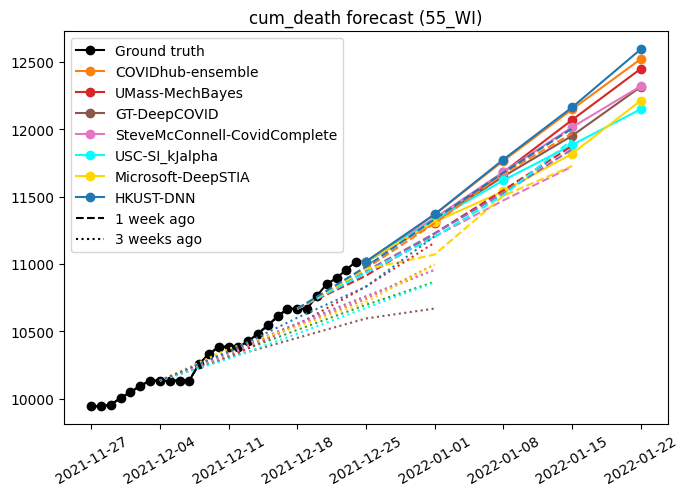 cum_death forecast (55_WI)
Ground truth
COVIDhub-ensemble
UMass-MechBayes
GT-DeepCOVID
SteveMcConnell-CovidComplete
USC-SI_kJalpha
Microsoft-DeepSTIA
HKUST-DNN
1 week ago
3 weeks ago
12500
12000
11500
11000
10500
10000
2021-11-27
2021-12-04
2021-12-11
2021-12-18
2021-12-25
2022-01-01
2022-01-08
2022-01-15
2022-01-22